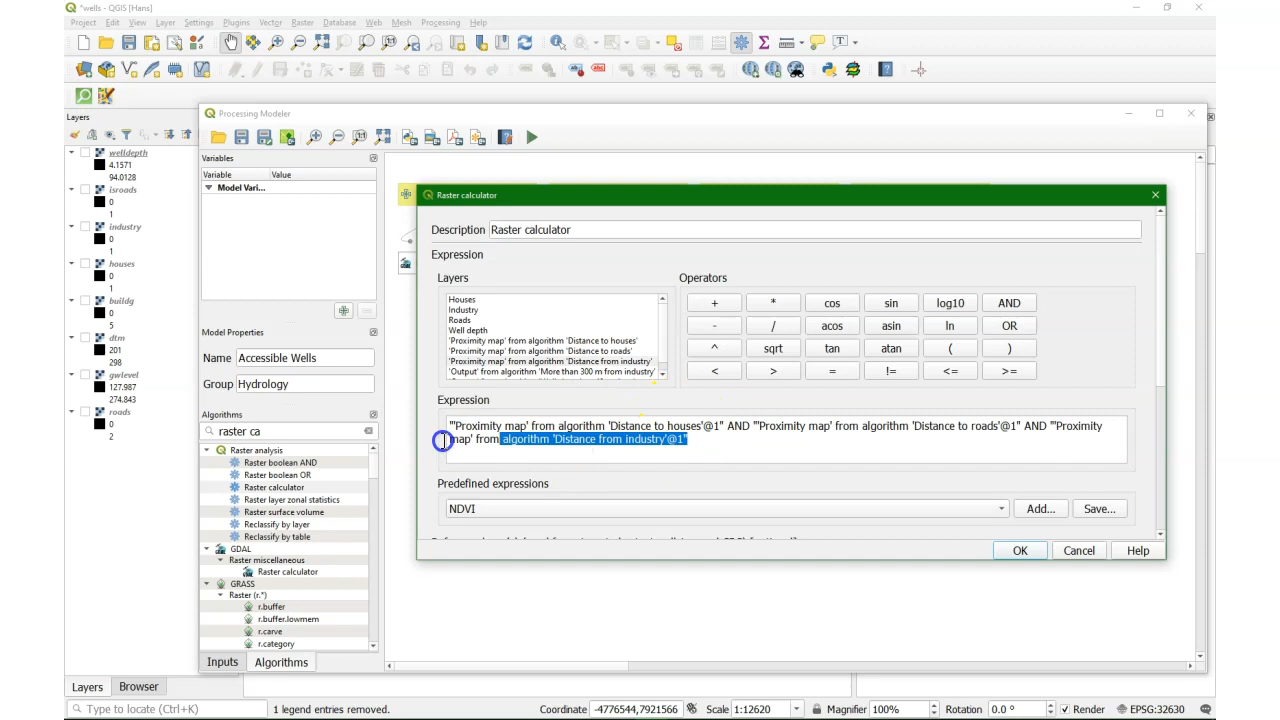 *wells - QGIS [Hans]
Project Edit View Layer Settings Plugins Vector Raster Database Web Mesh Processing Help
Layers
welldepth
4.1571
94.0128
isroads
0
1
industry
0
1
houses
0
1
buildg
0
5
dtm
201
298
gwlevel
127.987
274.843
roads
0
2
Layers Browser
Processing Modeler
Variables
Variable Value
Model Vari...
Model Properties
Name Accessible Wells
Group Hydrology
Algorithms
raster ca
Raster analysis
Raster boolean AND
Raster boolean OR
Raster calculator
Raster layer zonal statistics
Raster surface volume
Reclassify by layer
Reclassify by table
GDAL
Raster miscellaneous
Raster calculator
GRASS
Raster (r.*)
r.buffer
r.buffer.lowmem
r.carve
r.category
Inputs Algorithms
Raster calculator
Description Raster calculator
Expression
Layers
Houses
Industry
Roads
Well depth
'Proximity map' from algorithm 'Distance to houses'
'Proximity map' from algorithm 'Distance to roads'
'Proximity map' from algorithm 'Distance from industry'
'Output' from algorithm 'More than 300 m from industry'
Operators
+ * cos sin log10 AND
- / acos asin ln OR
^ sqrt tan atan ( )
< > = != <= >=
Expression
"'Proximity map' from algorithm 'Distance to houses'@1" AND "'Proximity map' from algorithm 'Distance to roads'@1" AND "'Proximity
map' from algorithm 'Distance from industry'@1"
Predefined expressions
NDVI Add... Save...
OK Cancel Help
Type to locate (Ctrl+K) 1 legend entries removed. Coordinate -4776544,7921566 Scale 1:12620 Magnifier 100% Rotation 0.0 ° Render EPSG:32630